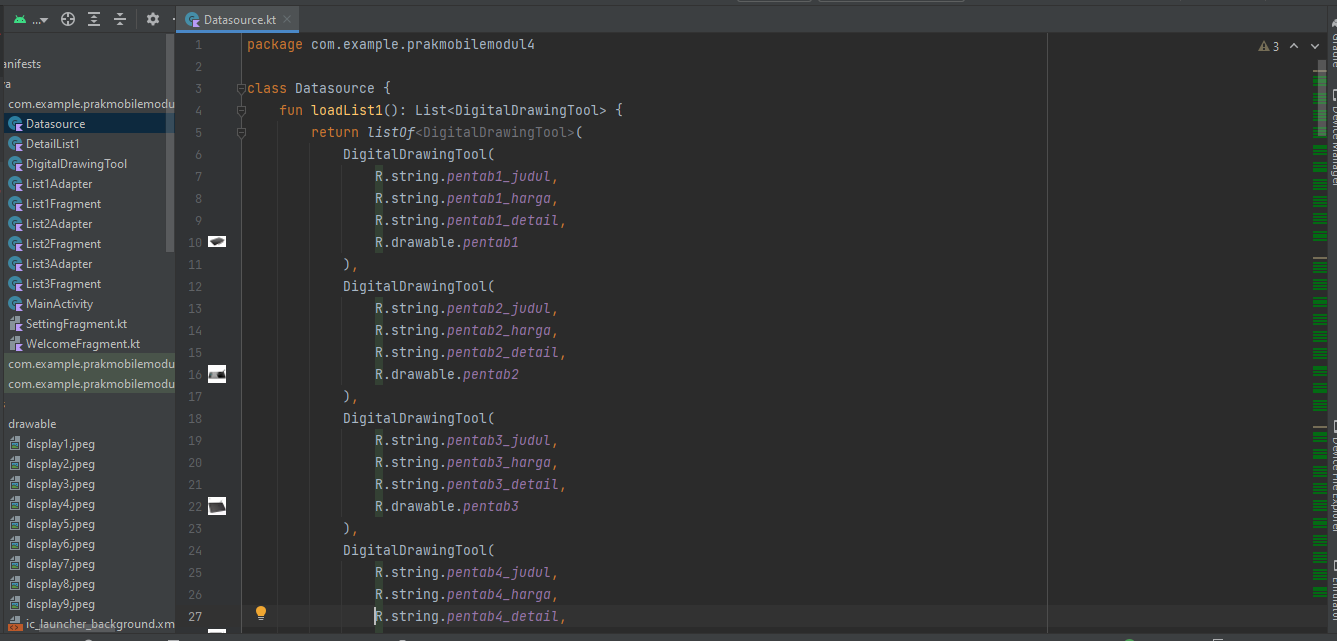 ...
Datasource.kt
3
anifests
va
com.example.prakmobilemodu
Datasource
DetailList1
DigitalDrawingTool
List1Adapter
List1Fragment
List2Adapter
List2Fragment
List3Adapter
List3Fragment
MainActivity
SettingFragment.kt
WelcomeFragment.kt
com.example.prakmobilemodul
com.example.prakmobilemodu
drawable
display1.jpeg
display2.jpeg
display3.jpeg
display4.jpeg
display5.jpeg
display6.jpeg
display7.jpeg
display8.jpeg
display9.jpeg
ic_launcher_background.xm
1 package com.example.prakmobilemodul4
2
3 class Datasource {
4 fun loadList1(): List<DigitalDrawingTool> {
5 return listOf<DigitalDrawingTool>(
6 DigitalDrawingTool(
7 R.string.pentab1_judul,
8 R.string.pentab1_harga,
9 R.string.pentab1_detail,
10 R.drawable.pentab1
11 ),
12 DigitalDrawingTool(
13 R.string.pentab2_judul,
14 R.string.pentab2_harga,
15 R.string.pentab2_detail,
16 R.drawable.pentab2
17 ),
18 DigitalDrawingTool(
19 R.string.pentab3_judul,
20 R.string.pentab3_harga,
21 R.string.pentab3_detail,
22 R.drawable.pentab3
23 ),
24 DigitalDrawingTool(
25 R.string.pentab4_judul,
26 R.string.pentab4_harga,
27 R.string.pentab4_detail,
Device Manager
Device File Explorer